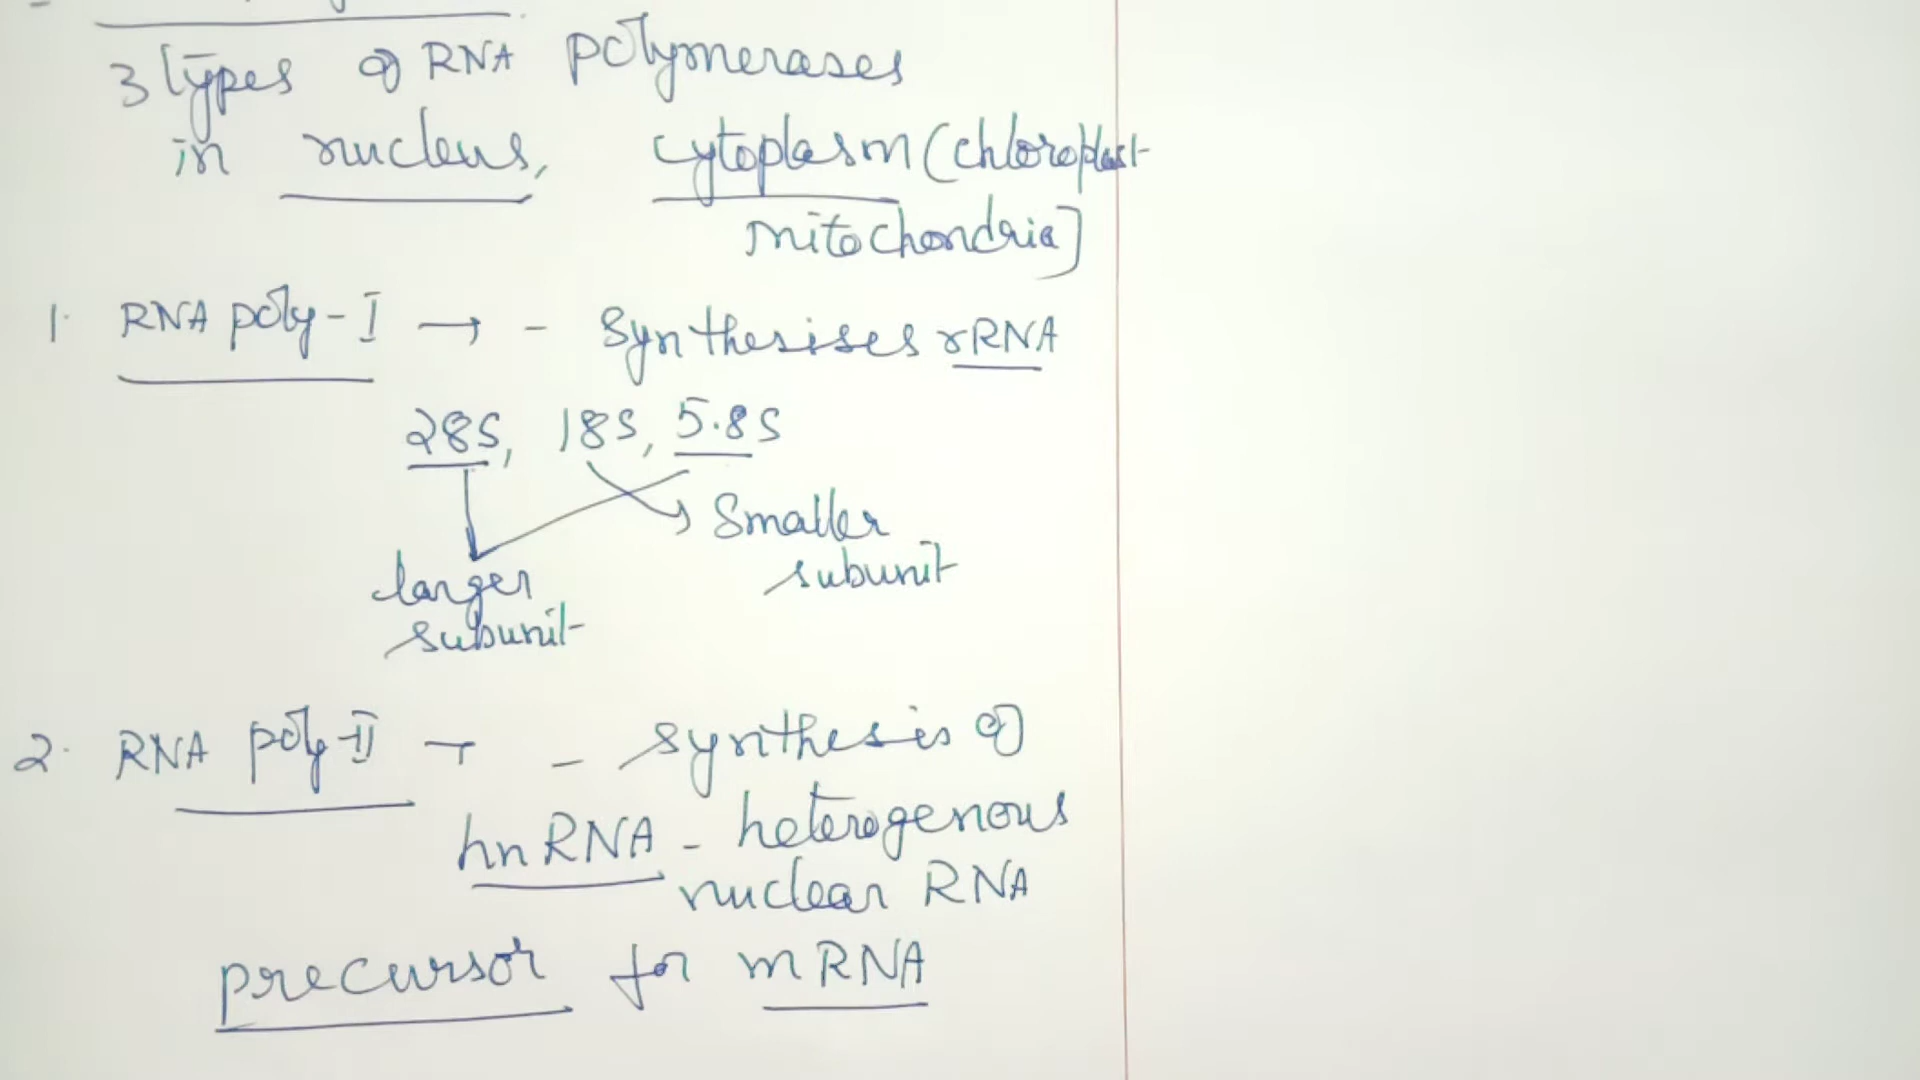 3 types of RNA polymerases
in nucleus, cytoplasm (chloroplast
mitochondria]
1. RNA poly-I → - Synthesises rRNA
28S, 18S, 5.8S
Smaller
subunit
larger
subunit
2. RNA poly-II → - synthesis of
hnRNA - heterogenous
nuclear RNA
precursor for mRNA